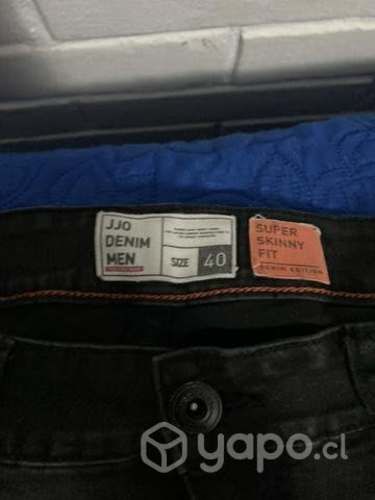 JJO
DENIM
MEN
SIZE 40
SUPER
SKINNY
FIT
DENIM EDITION
yapo.cl